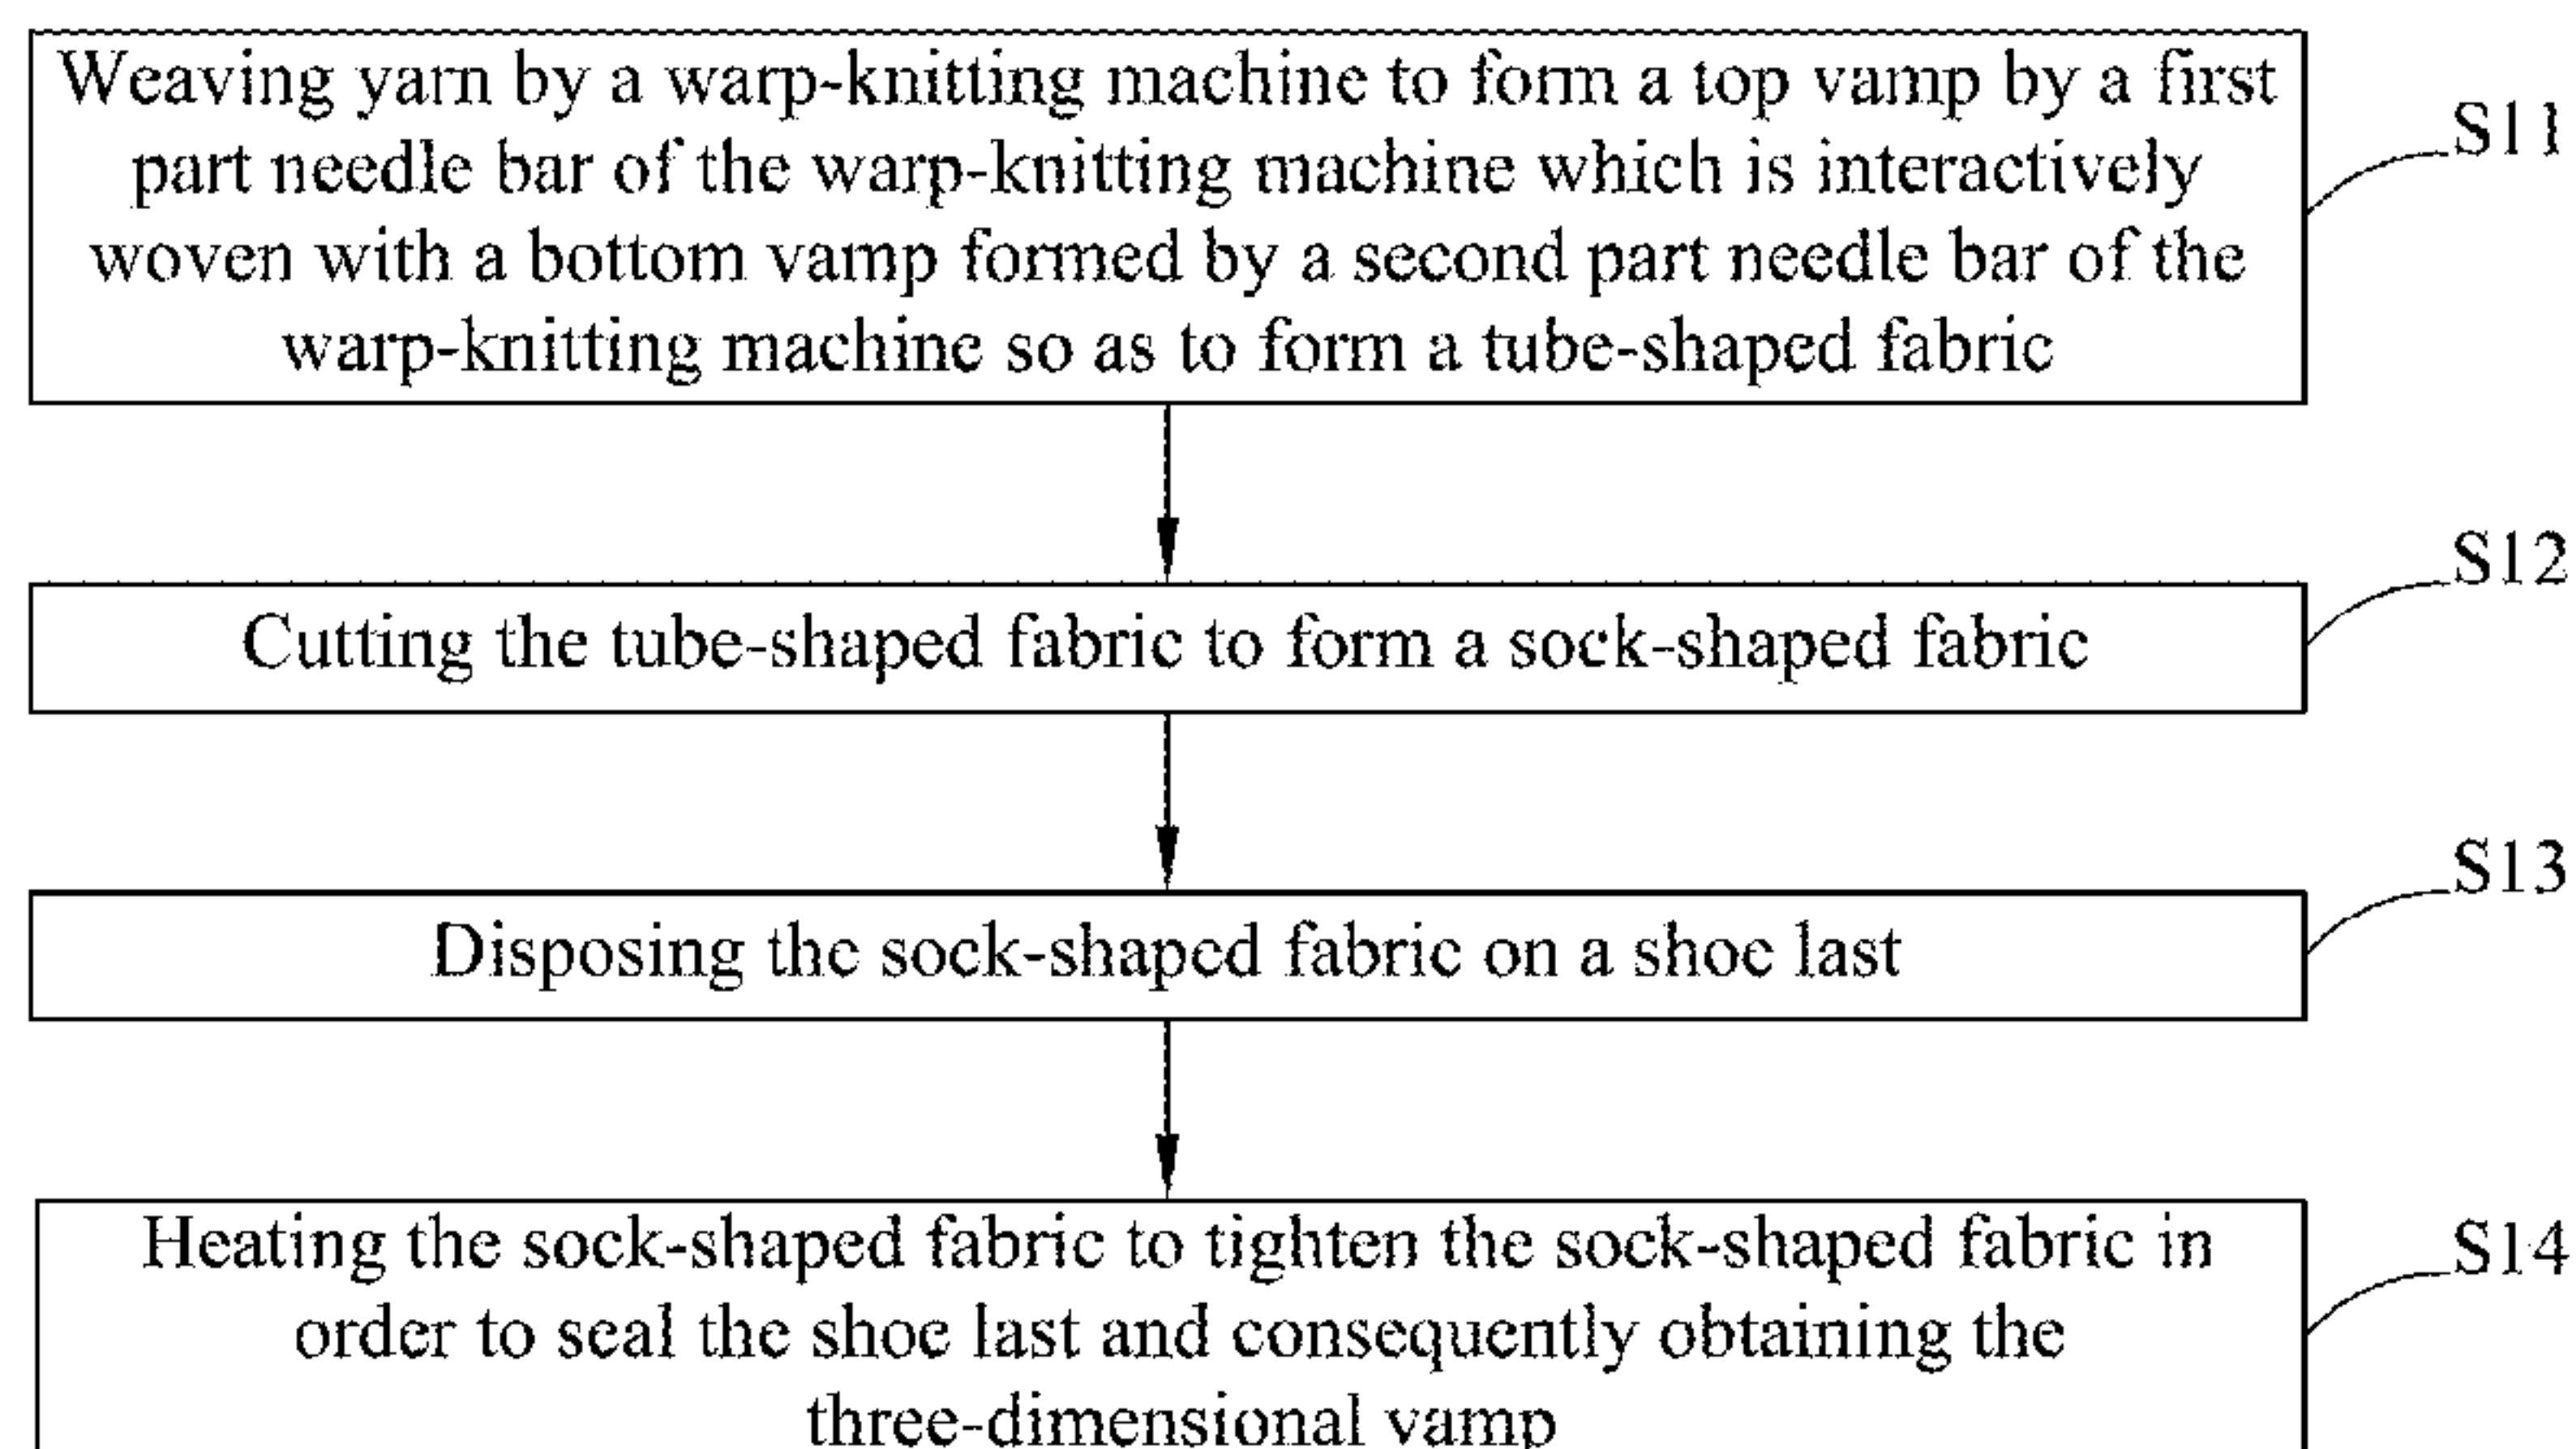 Weaving yarn by a warp-knitting machine to form a top vamp by a first
part needle bar of the warp-knitting machine which is interactively
woven with a bottom vamp formed by a second part needle bar of the
warp-knitting machine so as to form a tube-shaped fabric
S11
Cutting the tube-shaped fabric to form a sock-shaped fabric
S12
Disposing the sock-shaped fabric on a shoe last
S13
Heating the sock-shaped fabric to tighten the sock-shaped fabric in
order to seal the shoe last and consequently obtaining the
three-dimensional vamp
S14